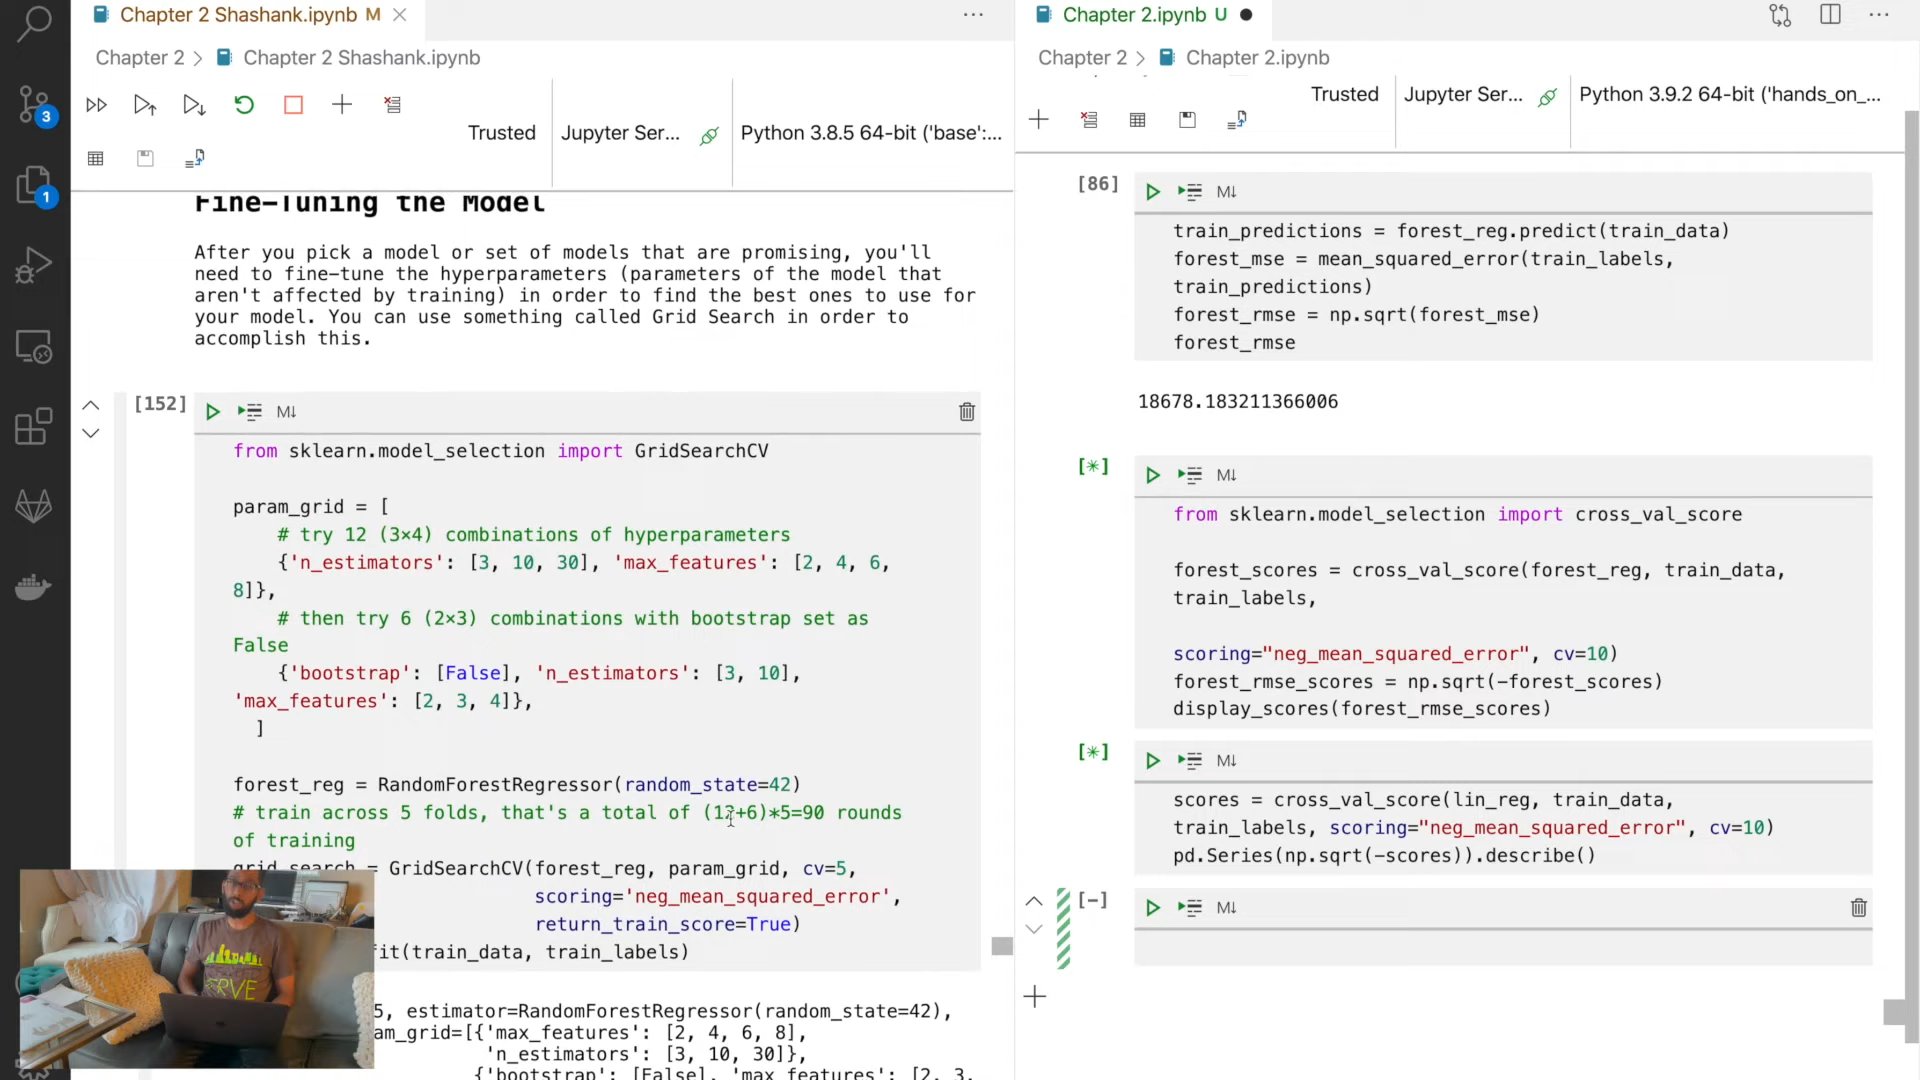 Chapter 2 Shashank.ipynb M
Chapter 2 > Chapter 2 Shashank.ipynb
Trusted
Jupyter Ser...
Python 3.8.5 64-bit ('base':...
3
1
Fine-Tuning the Model
After you pick a model or set of models that are promising, you'll
need to fine-tune the hyperparameters (parameters of the model that
aren't affected by training) in order to find the best ones to use for
your model. You can use something called Grid Search in order to
accomplish this.
[152]
M↓
from sklearn.model_selection import GridSearchCV
param_grid = [
# try 12 (3×4) combinations of hyperparameters
{'n_estimators': [3, 10, 30], 'max_features': [2, 4, 6,
8]},
# then try 6 (2×3) combinations with bootstrap set as
False
{'bootstrap': [False], 'n_estimators': [3, 10],
'max_features': [2, 3, 4]},
]
forest_reg = RandomForestRegressor(random_state=42)
# train across 5 folds, that's a total of (12+6)*5=90 rounds
of training
grid_search = GridSearchCV(forest_reg, param_grid, cv=5,
scoring='neg_mean_squared_error',
return_train_score=True)
it(train_data, train_labels)
5, estimator=RandomForestRegressor(random_state=42),
am_grid=[{'max_features': [2, 4, 6, 8],
'n_estimators': [3, 10, 30]},
{'bootstrap': [False], 'max_features': [2, 3,
Chapter 2.ipynb U
Chapter 2 > Chapter 2.ipynb
Trusted
Jupyter Ser...
Python 3.9.2 64-bit ('hands_on_...
[86]
M↓
train_predictions = forest_reg.predict(train_data)
forest_mse = mean_squared_error(train_labels,
train_predictions)
forest_rmse = np.sqrt(forest_mse)
forest_rmse
18678.183211366006
[*]
M↓
from sklearn.model_selection import cross_val_score
forest_scores = cross_val_score(forest_reg, train_data,
train_labels,
scoring="neg_mean_squared_error", cv=10)
forest_rmse_scores = np.sqrt(-forest_scores)
display_scores(forest_rmse_scores)
[*]
M↓
scores = cross_val_score(lin_reg, train_data,
train_labels, scoring="neg_mean_squared_error", cv=10)
pd.Series(np.sqrt(-scores)).describe()
[-]
M↓